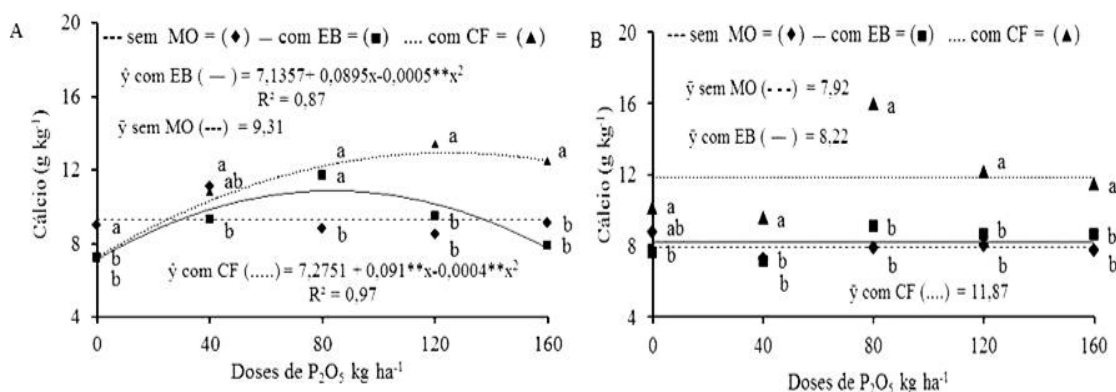 A
20
16
12
8
4
Cálcio (g kg⁻¹)
--- sem MO = (♦) — com EB = (■) .... com CF = (▲)
ŷ com EB ( — ) = 7,1357+ 0,0895x-0,0005**x²
R² = 0,87
ȳ sem MO (---) = 9,31
a
a
a
a
ab
a
a
b
b
b
b
b
b
b
b
ŷ com CF (.....) = 7,2751 + 0,091**x-0,0004**x²
R² = 0,97
0 40 80 120 160
Doses de P₂O₅ kg ha⁻¹
B
20
16
12
8
4
Cálcio (g kg⁻¹)
---- sem MO = (♦) — com EB = (■) .... com CF = (▲)
ȳ sem MO (- - -) = 7,92
ȳ com EB ( — ) = 8,22
a
a
a
a
a
ab
b
b
b
b
b
b
b
b
b
ȳ com CF (....) = 11,87
0 40 80 120 160
Doses de P₂O₅ kg ha⁻¹